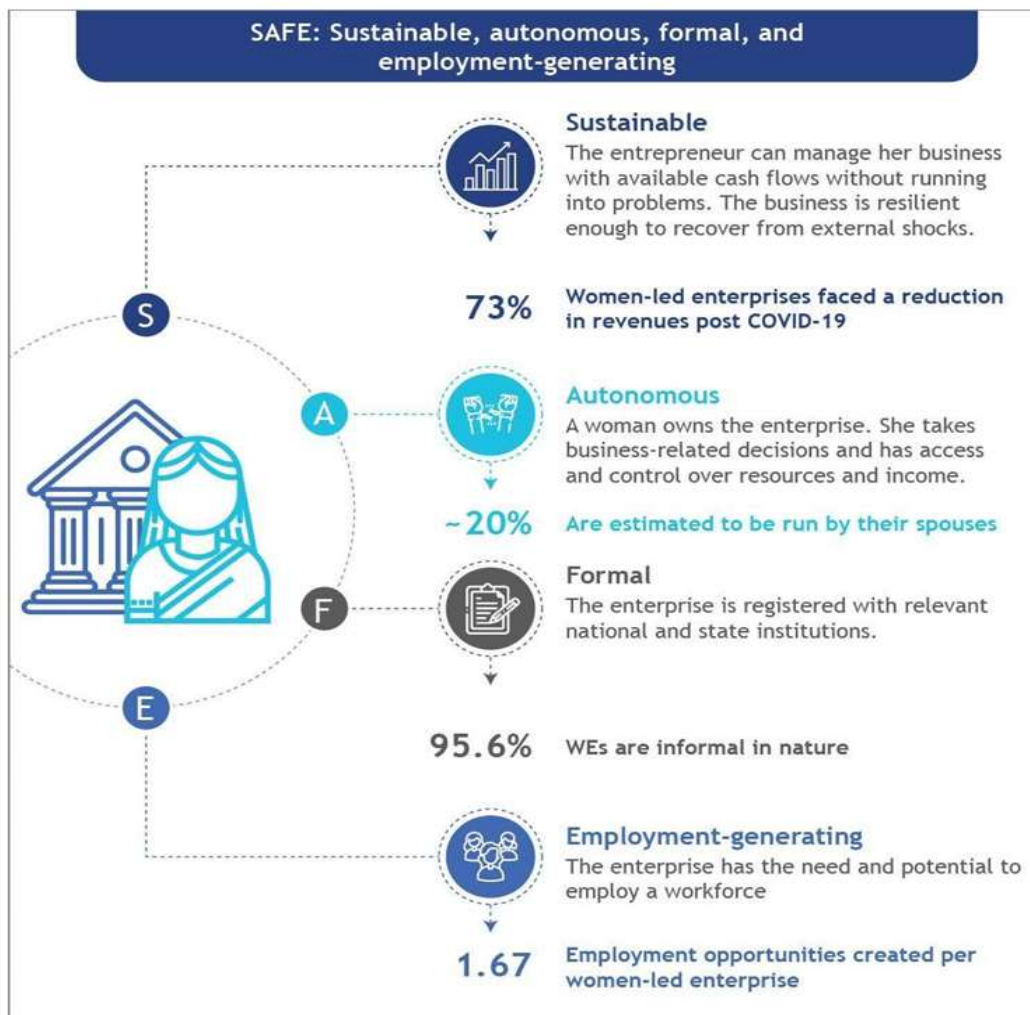 SAFE: Sustainable, autonomous, formal, and
employment-generating
Sustainable
The entrepreneur can manage her business
with available cash flows without running
into problems. The business is resilient
enough to recover from external shocks.
S
73%
Women-led enterprises faced a reduction
in revenues post COVID-19
A
Autonomous
A woman owns the enterprise. She takes
business-related decisions and has access
and control over resources and income.
~20%
Are estimated to be run by their spouses
F
Formal
The enterprise is registered with relevant
national and state institutions.
E
95.6%
WEs are informal in nature
Employment-generating
The enterprise has the need and potential to
employ a workforce
1.67
Employment opportunities created per
women-led enterprise